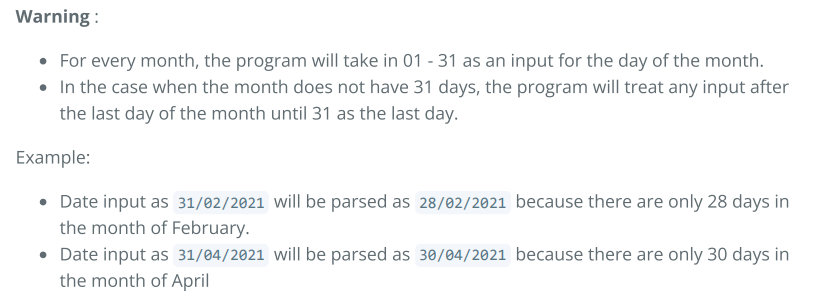 Warning :
For every month, the program will take in 01 - 31 as an input for the day of the month.
In the case when the month does not have 31 days, the program will treat any input after
the last day of the month until 31 as the last day.
Example:
Date input as 31/02/2021 will be parsed as 28/02/2021 because there are only 28 days in
the month of February.
Date input as 31/04/2021 will be parsed as 30/04/2021 because there are only 30 days in
the month of April